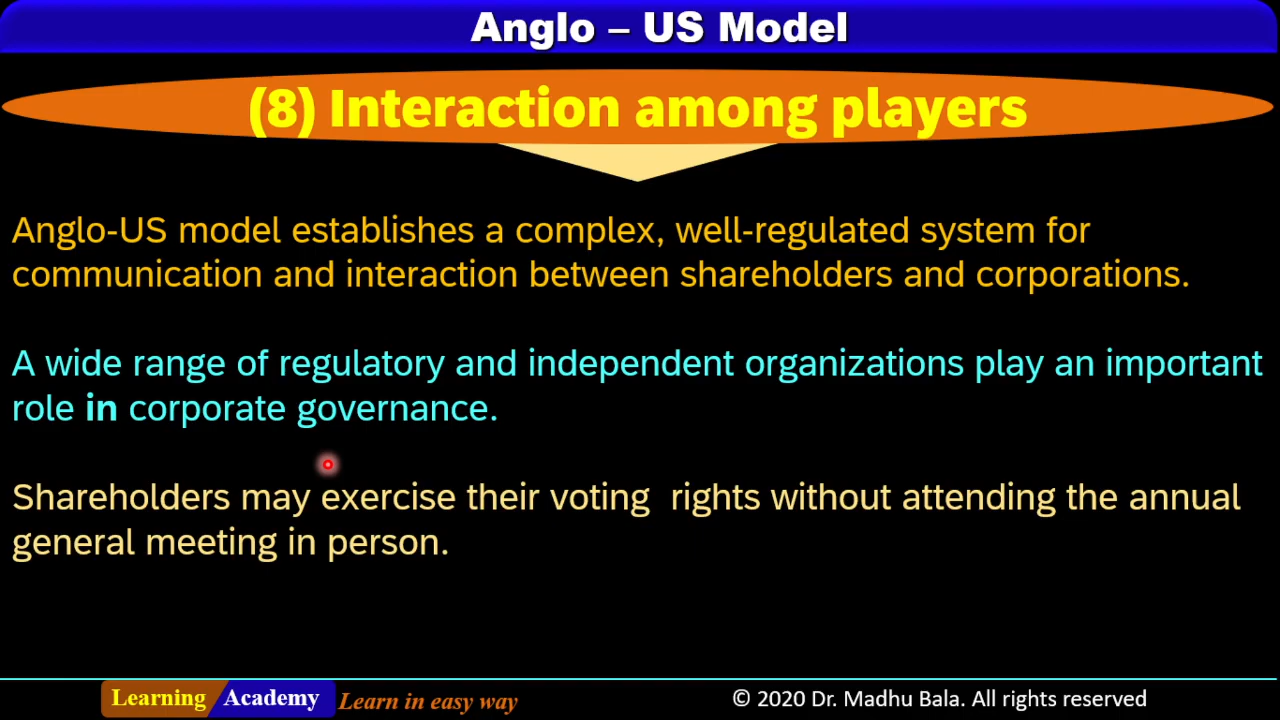 Anglo – US Model
(8) Interaction among players
Anglo-US model establishes a complex, well-regulated system for
communication and interaction between shareholders and corporations.
A wide range of regulatory and independent organizations play an important
role in corporate governance.
Shareholders may exercise their voting  rights without attending the annual
general meeting in person.
Learning Academy Learn in easy way
© 2020 Dr. Madhu Bala. All rights reserved